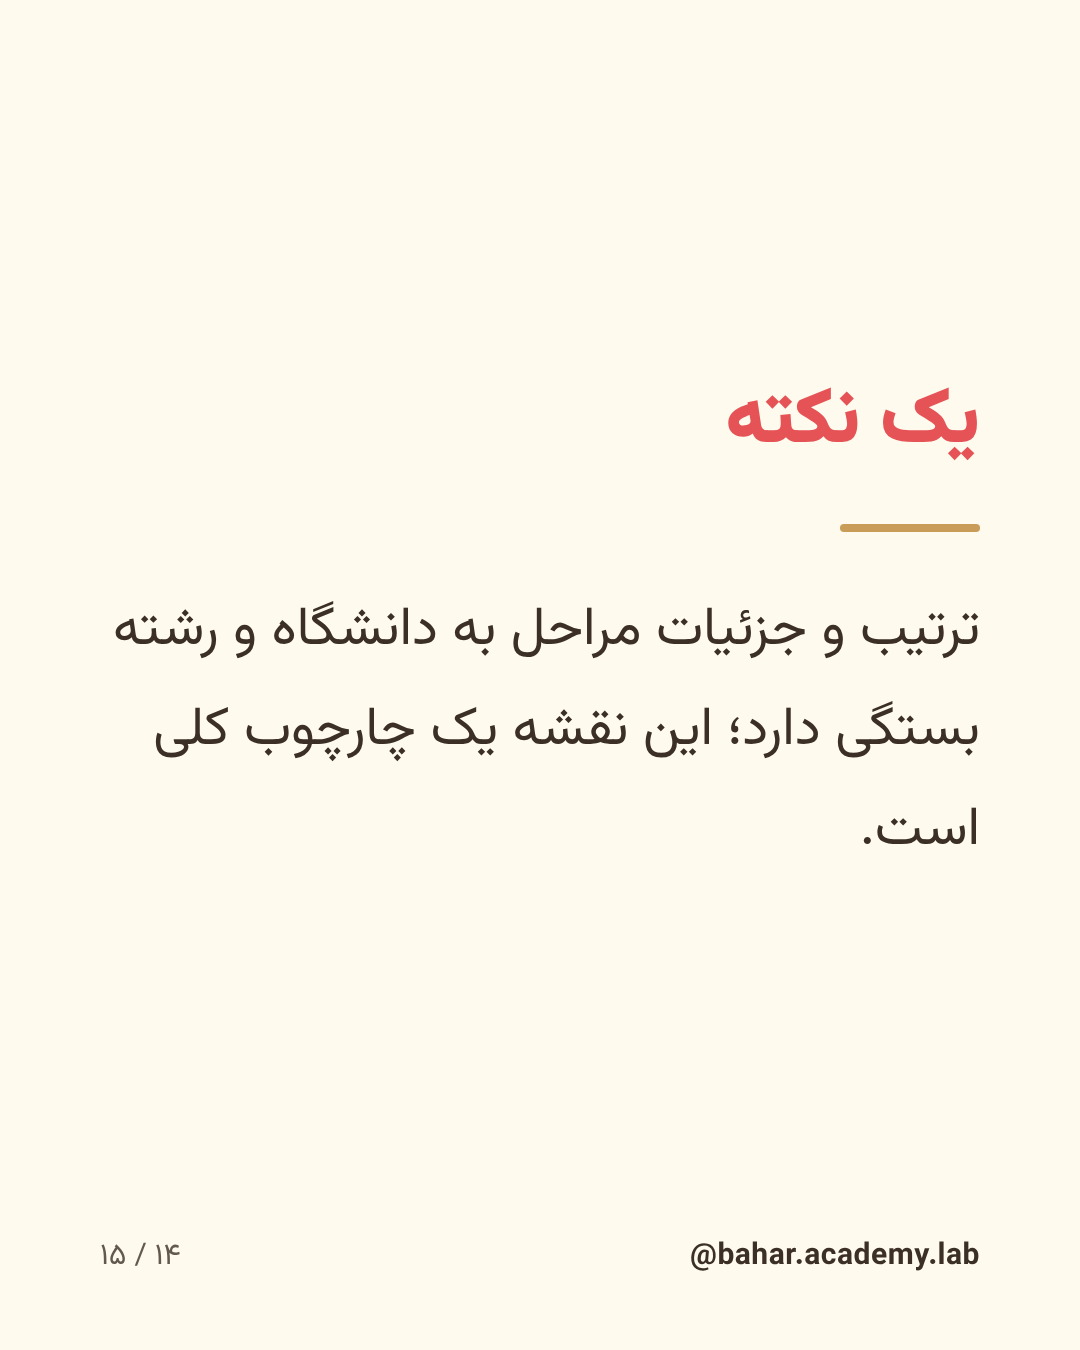 یک نکته
ترتیب و جزئیات مراحل به دانشگاه و رشته
بستگی دارد؛ این نقشه یک چارچوب کلی
است.
@bahar.academy.lab
۱۴ / ۱۵